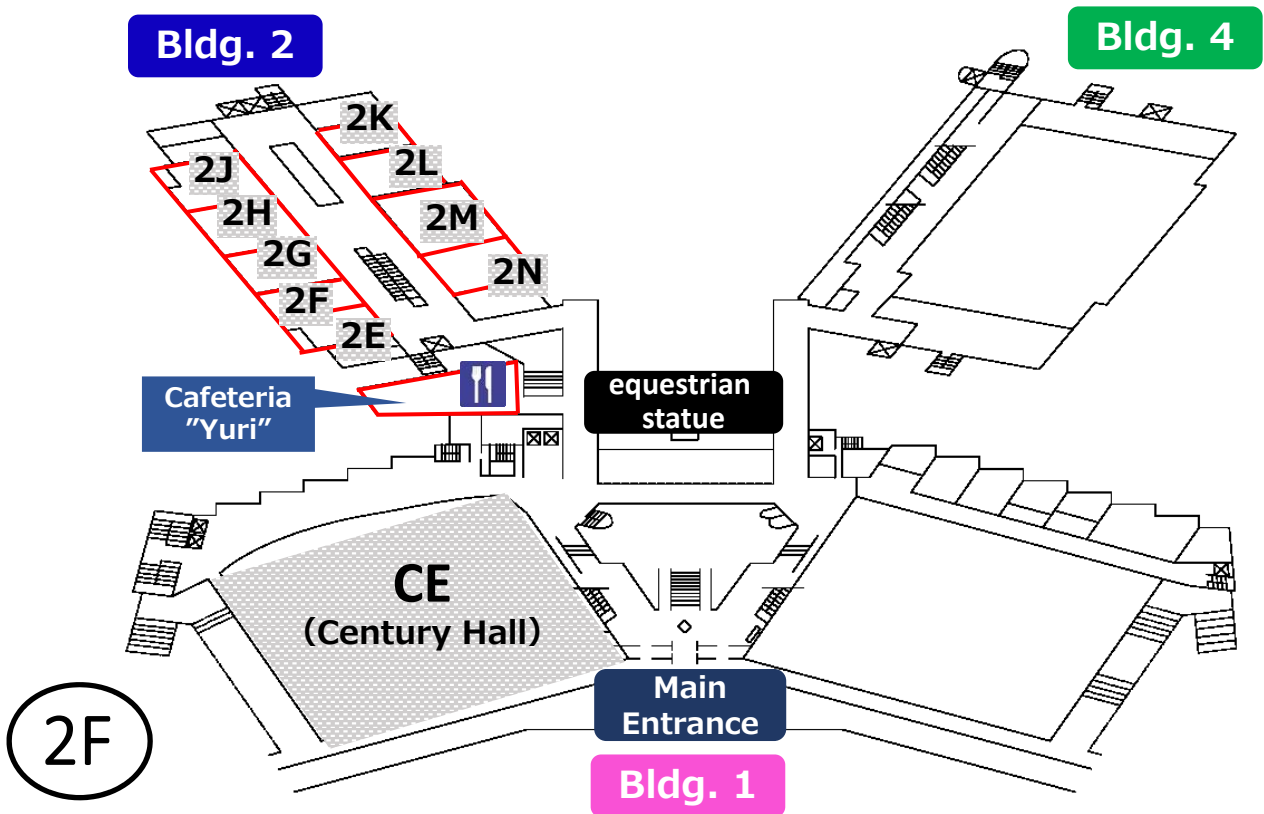 Bldg. 2
Bldg. 4
2K
2J
2L
2H
2M
2G
2N
2F
2E
Cafeteria
”Yuri”
equestrian
statue
CE
（Century Hall）
Main
Entrance
2F
Bldg. 1